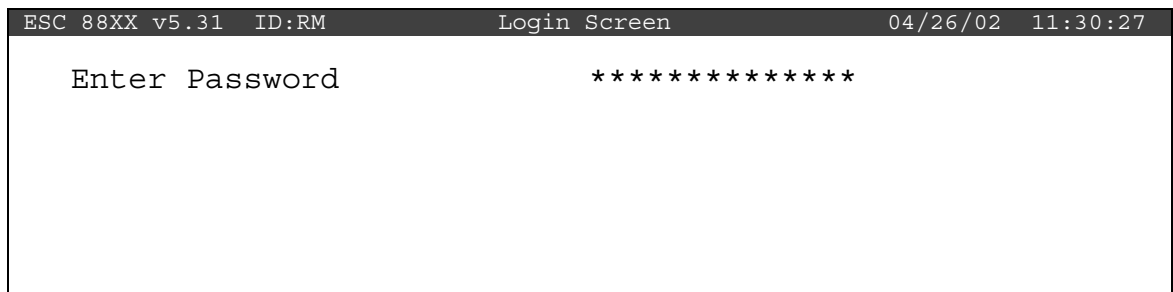 ESC 88XX v5.31 ID:RM Login Screen 04/26/02 11:30:27
Enter Password **************